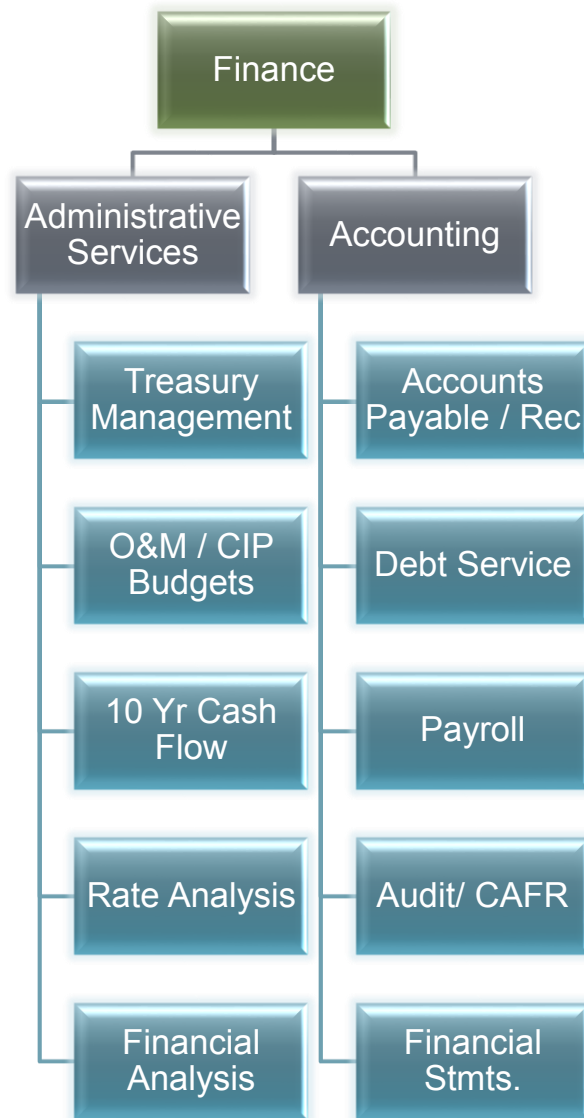 Finance
Administrative
Services
Accounting
Treasury
Management
Accounts
Payable / Rec
O&M / CIP
Budgets
Debt Service
10 Yr Cash
Flow
Payroll
Rate Analysis
Audit/ CAFR
Financial
Analysis
Financial
Stmts.